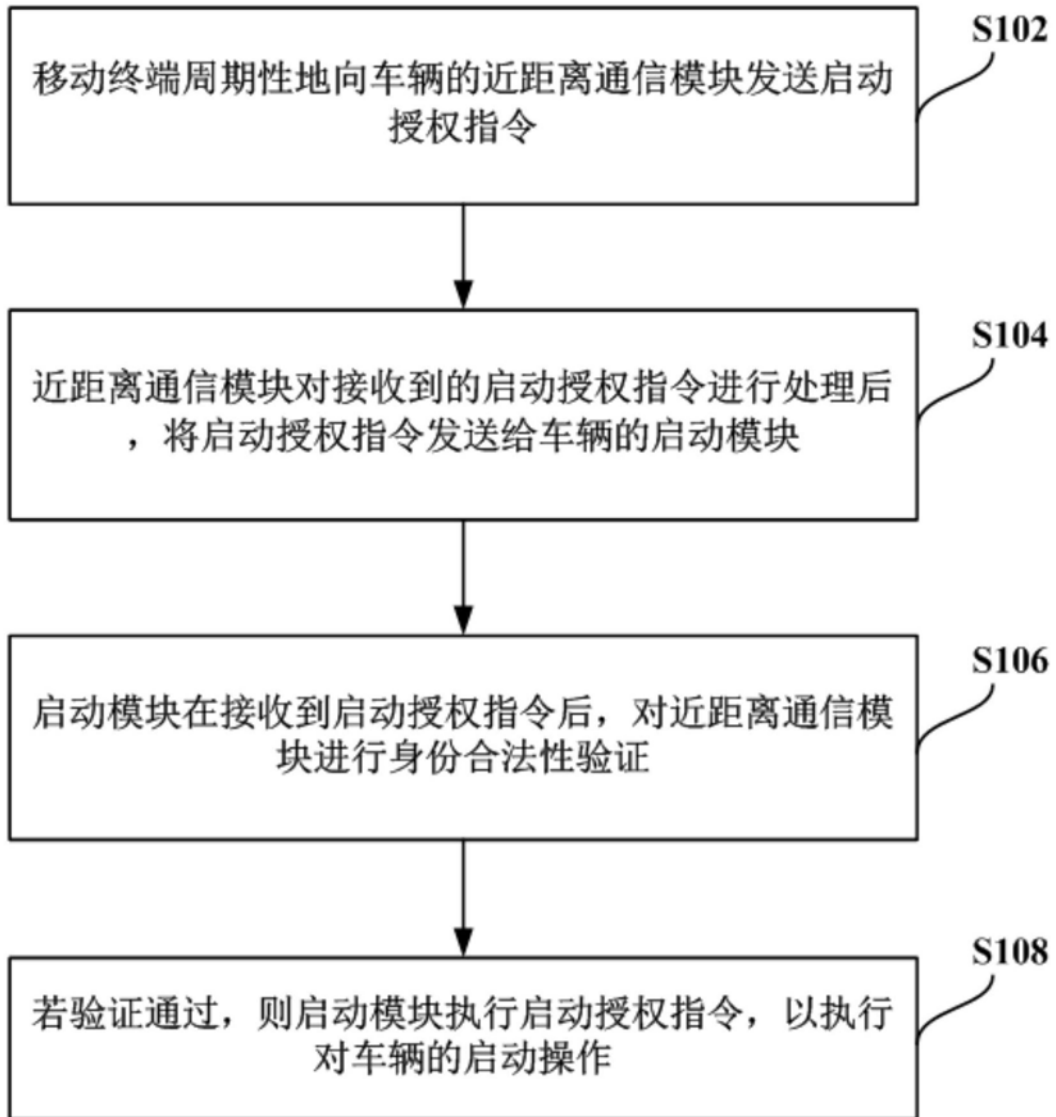 S102
移动终端周期性地向车辆的近距离通信模块发送启动
授权指令
S104
近距离通信模块对接收到的启动授权指令进行处理后
，将启动授权指令发送给车辆的启动模块
S106
启动模块在接收到启动授权指令后，对近距离通信模
块进行身份合法性验证
S108
若验证通过，则启动模块执行启动授权指令，以执行
对车辆的启动操作